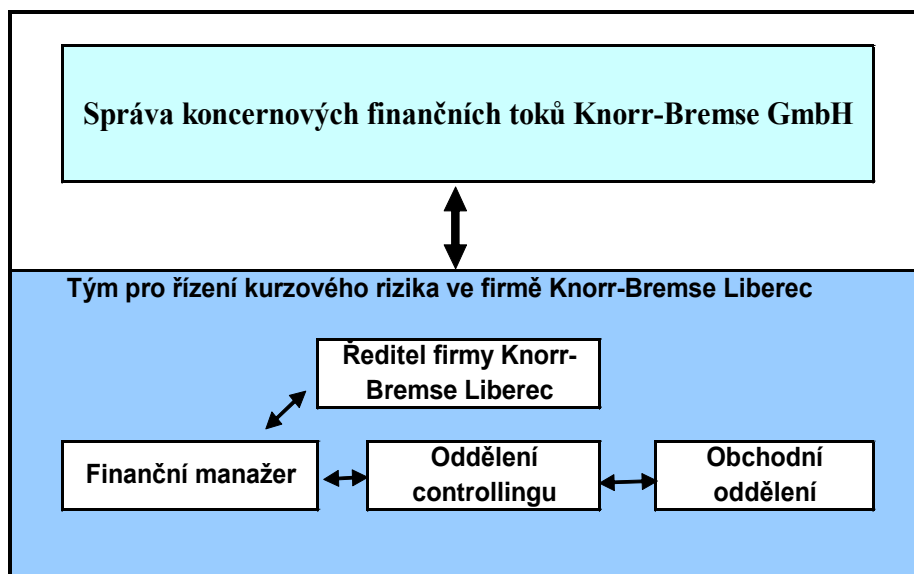 Správa koncernových finančních toků Knorr-Bremse GmbH
Tým pro řízení kurzového rizika ve firmě Knorr-Bremse Liberec
Ředitel firmy Knorr-
Bremse Liberec
Finanční manažer
Oddělení
controllingu
Obchodní
oddělení